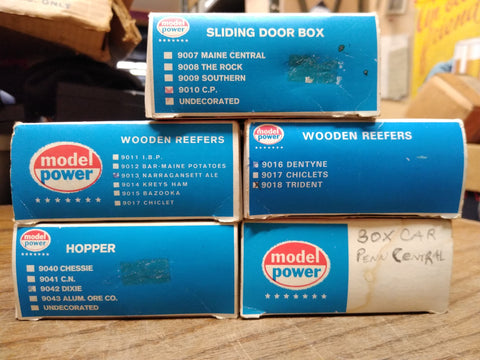 model
power
SLIDING DOOR BOX
9007 MAINE CENTRAL
9008 THE ROCK
9009 SOUTHERN
9010 C.P.
UNDECORATED
model
power
WOODEN REEFERS
9011 I.B.P.
9012 BAR-MAINE POTATOES
9013 NARRAGANSETT ALE
9014 KREYS HAM
9015 BAZOOKA
9017 CHICLET
model
power
WOODEN REEFERS
9016 DENTYNE
9017 CHICLETS
9018 TRIDENT
model
power
HOPPER
9040 CHESSIE
9041 C.N.
9042 DIXIE
9043 ALUM. ORE CO.
UNDECORATED
model
power
BOX CAR
PENN CENTRAL